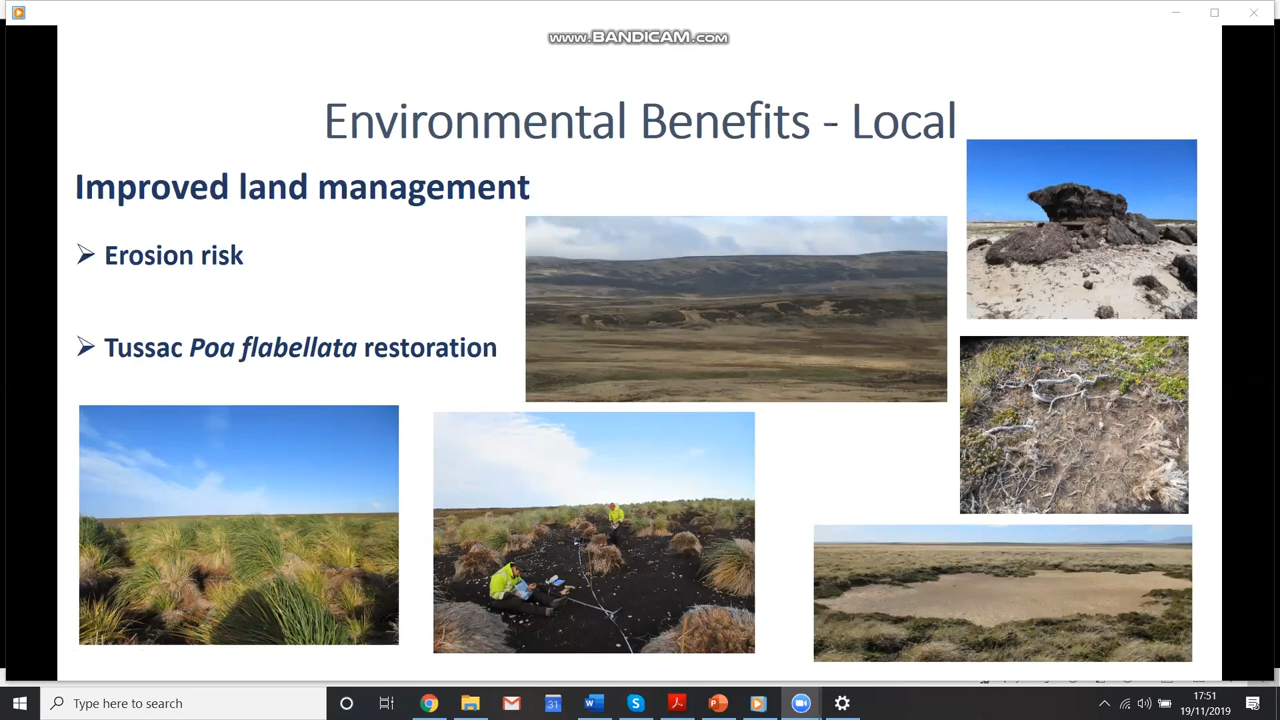 www.BANDICAM.com
Environmental Benefits - Local
Improved land management
Erosion risk
Tussac Poa flabellata restoration
Type here to search
31
17:51
19/11/2019